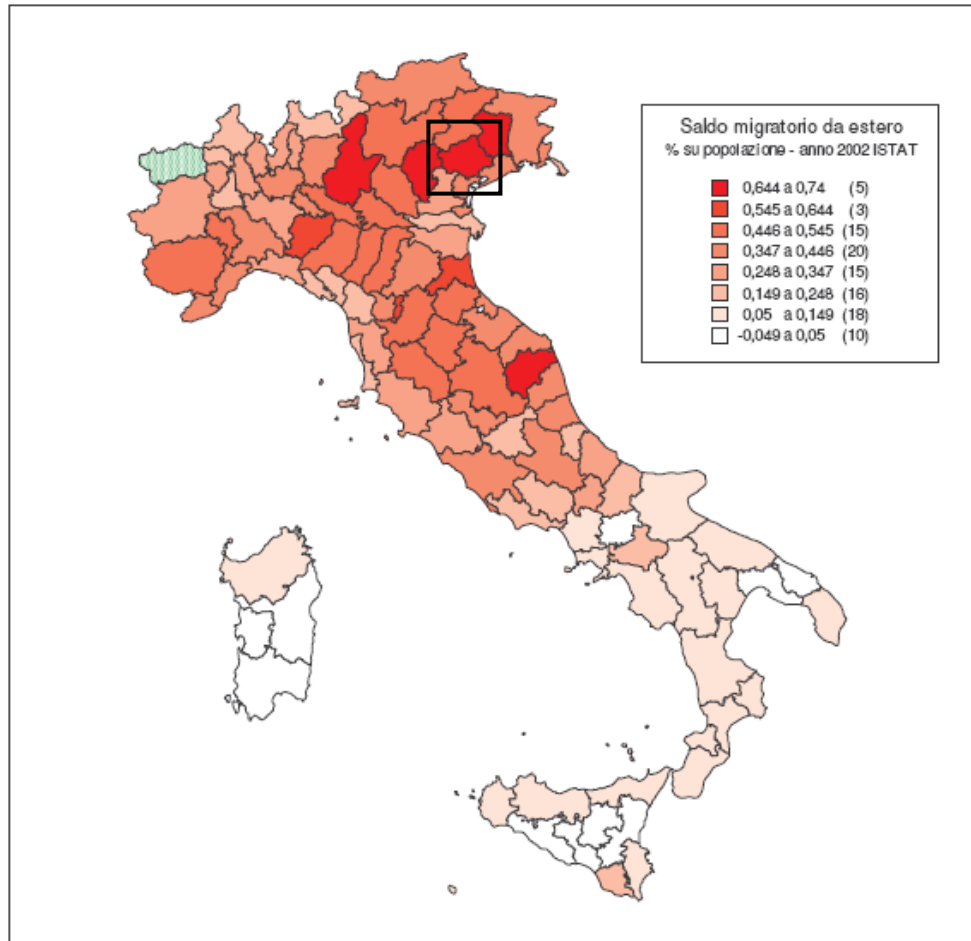 Saldo migratorio da estero
% su popolazione - anno 2002 ISTAT
0,644 a 0,74 (5)
0,545 a 0,644 (3)
0,446 a 0,545 (15)
0,347 a 0,446 (20)
0,248 a 0,347 (15)
0,149 a 0,248 (16)
0,05 a 0,149 (18)
-0,049 a 0,05 (10)